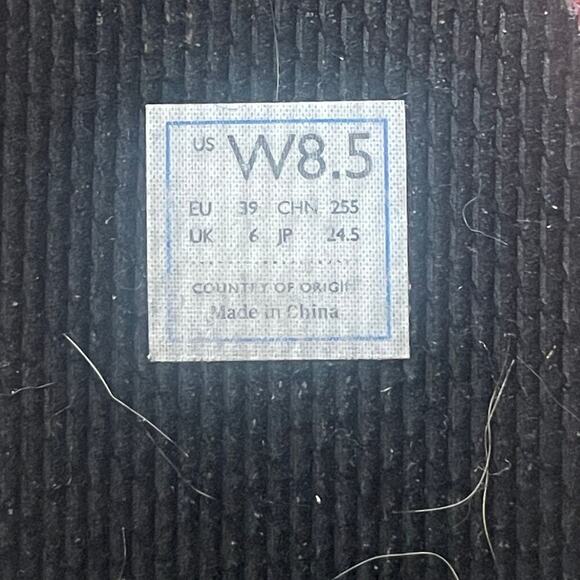 US W8.5
EU 39 CHN 255
UK 6 JP 24.5
COUNTRY OF ORIGIN
Made in China